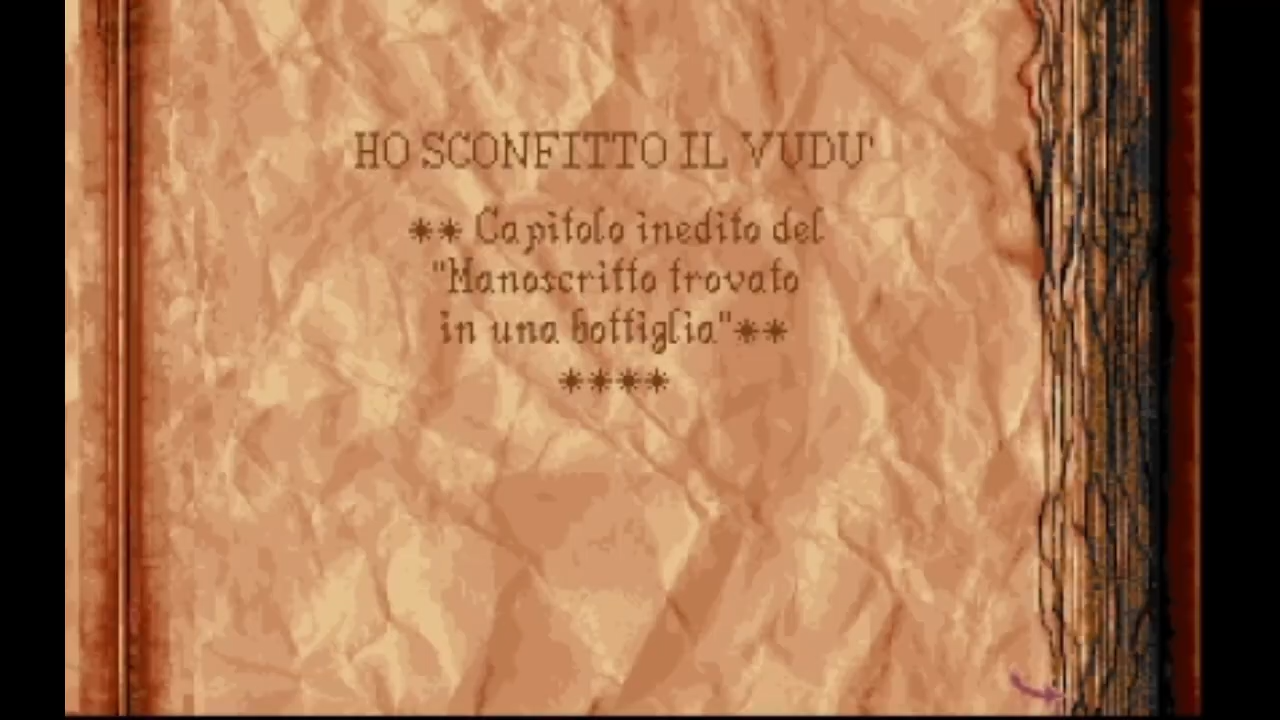 HO SCONFITTO IL VUDU'
** Capitolo inedito del
"Manoscritto trovato
in una bottiglia"**
****